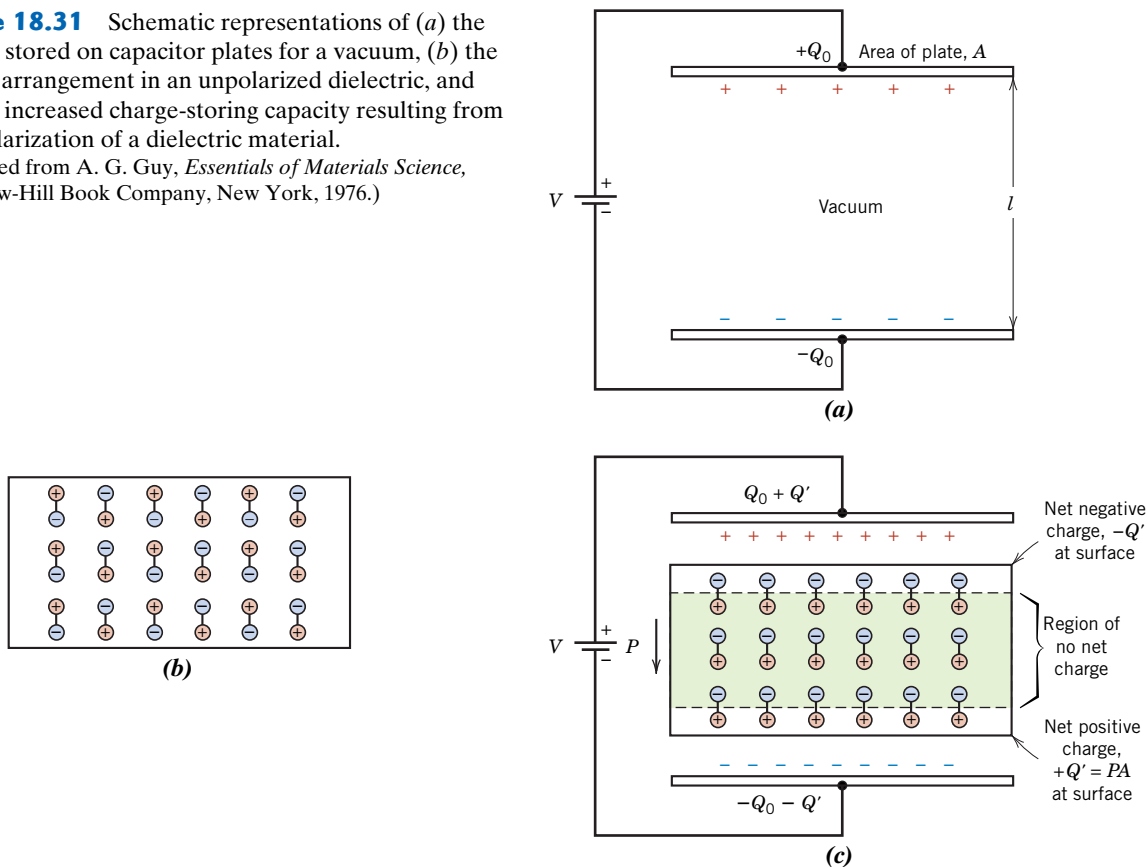 e 18.31 Schematic representations of (a) the
stored on capacitor plates for a vacuum, (b) the
arrangement in an unpolarized dielectric, and
increased charge-storing capacity resulting from
larization of a dielectric material.
ed from A. G. Guy, Essentials of Materials Science,
w-Hill Book Company, New York, 1976.)
+Q₀ Area of plate, A
+ + + + +
V + −
Vacuum
l
− − − − −
−Q₀
(a)
(b)
Q₀ + Q′
+ + + + + + + + +
Net negative
charge, −Q′
at surface
V + − P
Region of
no net
charge
Net positive
charge,
+Q′ = PA
at surface
− − − − − − − − −
−Q₀ − Q′
(c)